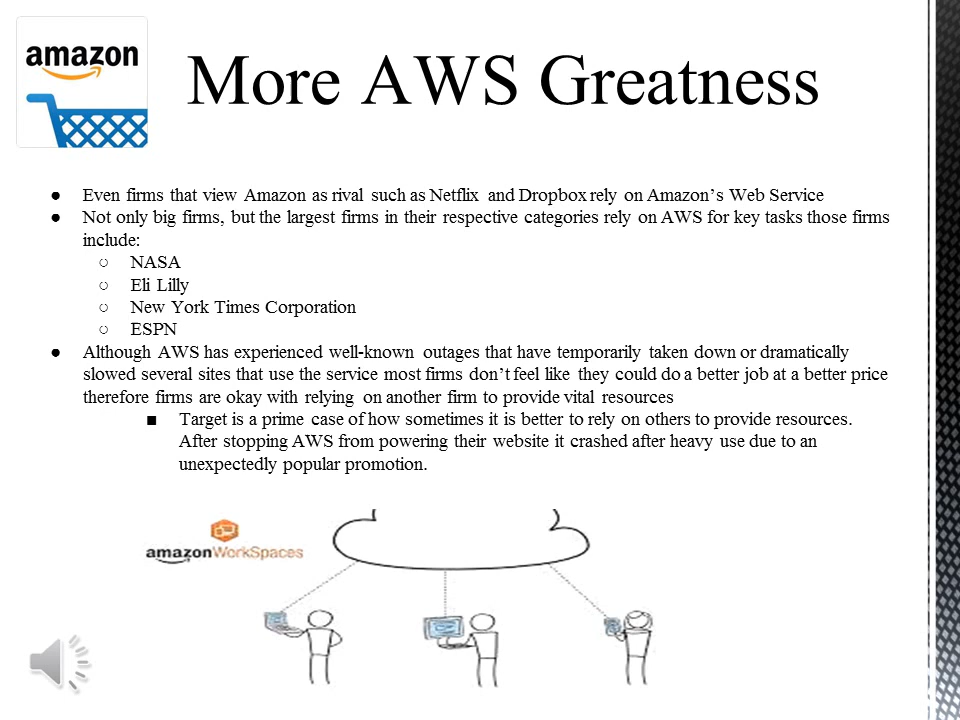 amazon
More AWS Greatness
● Even firms that view Amazon as rival such as Netflix and Dropbox rely on Amazon’s Web Service
● Not only big firms, but the largest firms in their respective categories rely on AWS for key tasks those firms
include:
○ NASA
○ Eli Lilly
○ New York Times Corporation
○ ESPN
● Although AWS has experienced well-known outages that have temporarily taken down or dramatically
slowed several sites that use the service most firms don’t feel like they could do a better job at a better price
therefore firms are okay with relying on another firm to provide vital resources
■ Target is a prime case of how sometimes it is better to rely on others to provide resources.
After stopping AWS from powering their website it crashed after heavy use due to an
unexpectedly popular promotion.
amazonWorkSpaces